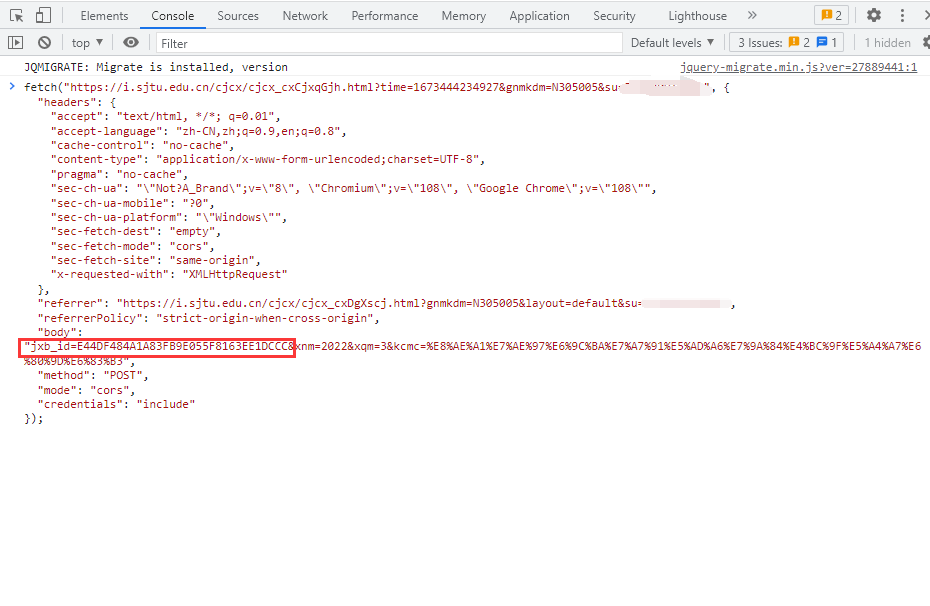 Elements Console Sources Network Performance Memory Application Security Lighthouse » 2
top ▼ Filter Default levels ▼ 3 Issues: 2 1 1 hidden
JQMIGRATE: Migrate is installed, version jquery-migrate.min.js?ver=27889441:1
> fetch("https://i.sjtu.edu.cn/cjcx/cjcx_cxCjxqGjh.html?time=1673444234927&gnmkdm=N305005&su= ", {
"headers": {
"accept": "text/html, */*; q=0.01",
"accept-language": "zh-CN,zh;q=0.9,en;q=0.8",
"cache-control": "no-cache",
"content-type": "application/x-www-form-urlencoded;charset=UTF-8",
"pragma": "no-cache",
"sec-ch-ua": "\"Not?A_Brand\";v=\"8\", \"Chromium\";v=\"108\", \"Google Chrome\";v=\"108\"",
"sec-ch-ua-mobile": "?0",
"sec-ch-ua-platform": "\"Windows\"",
"sec-fetch-dest": "empty",
"sec-fetch-mode": "cors",
"sec-fetch-site": "same-origin",
"x-requested-with": "XMLHttpRequest"
},
"referrer": "https://i.sjtu.edu.cn/cjcx/cjcx_cxDgXscj.html?gnmkdm=N305005&layout=default&su= ,
"referrerPolicy": "strict-origin-when-cross-origin",
"body":
"jxb_id=E44DF484A1A83FB9E055F8163EE1DCCC&xnm=2022&xqm=3&kcmc=%E8%AE%A1%E7%AE%97%E6%9C%BA%E7%A7%91%E5%AD%A6%E7%9A%84%E4%BC%9F%E5%A4%A7%E6
%80%9D%E6%83%B3",
"method": "POST",
"mode": "cors",
"credentials": "include"
});